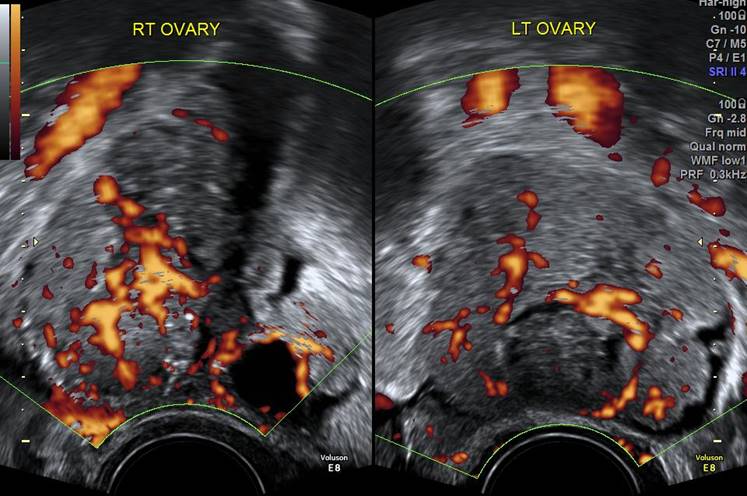 RT OVARY
LT OVARY
Har-high
100
Gn -10
C7 / M5
P4 / E1
SRI II 4
100
Gn -2.8
Frq mid
Qual norm
WMF low1
PRF 0.3kHz
Voluson
E8
Voluson
E8